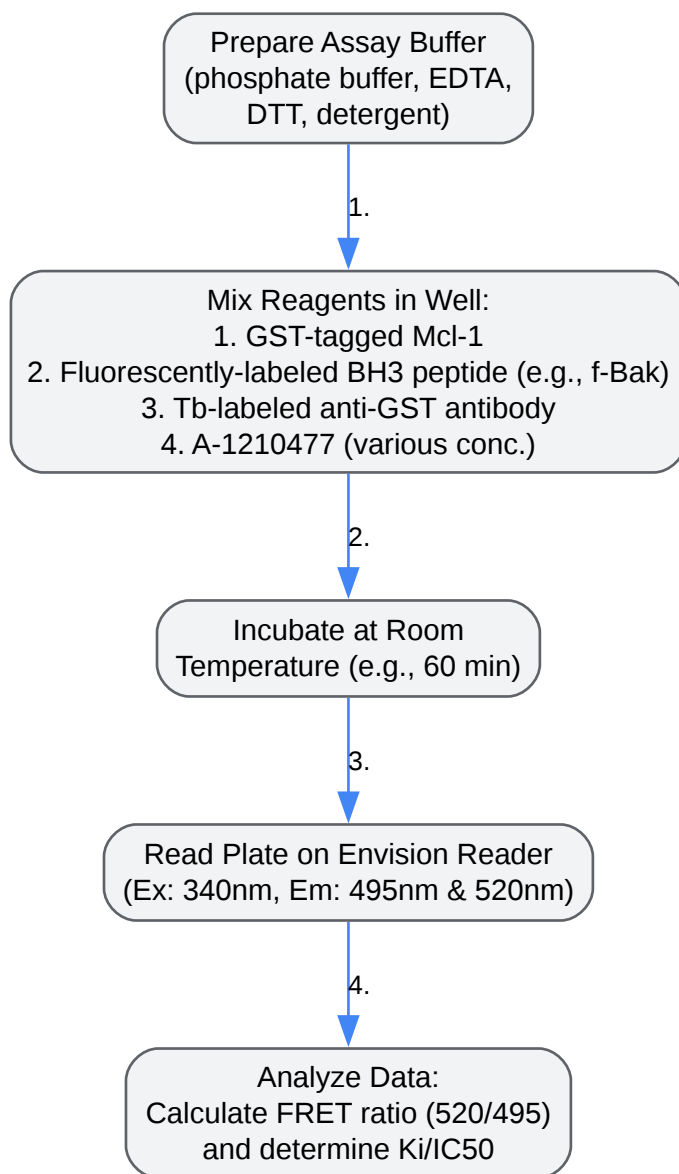 Prepare Assay Buffer
(phosphate buffer, EDTA,
DTT, detergent)
1.
Mix Reagents in Well:
1. GST-tagged Mcl-1
2. Fluorescently-labeled BH3 peptide (e.g., f-Bak)
3. Tb-labeled anti-GST antibody
4. A-1210477 (various conc.)
2.
Incubate at Room
Temperature (e.g., 60 min)
3.
Read Plate on Envision Reader
(Ex: 340nm, Em: 495nm & 520nm)
4.
Analyze Data:
Calculate FRET ratio (520/495)
and determine Ki/IC50